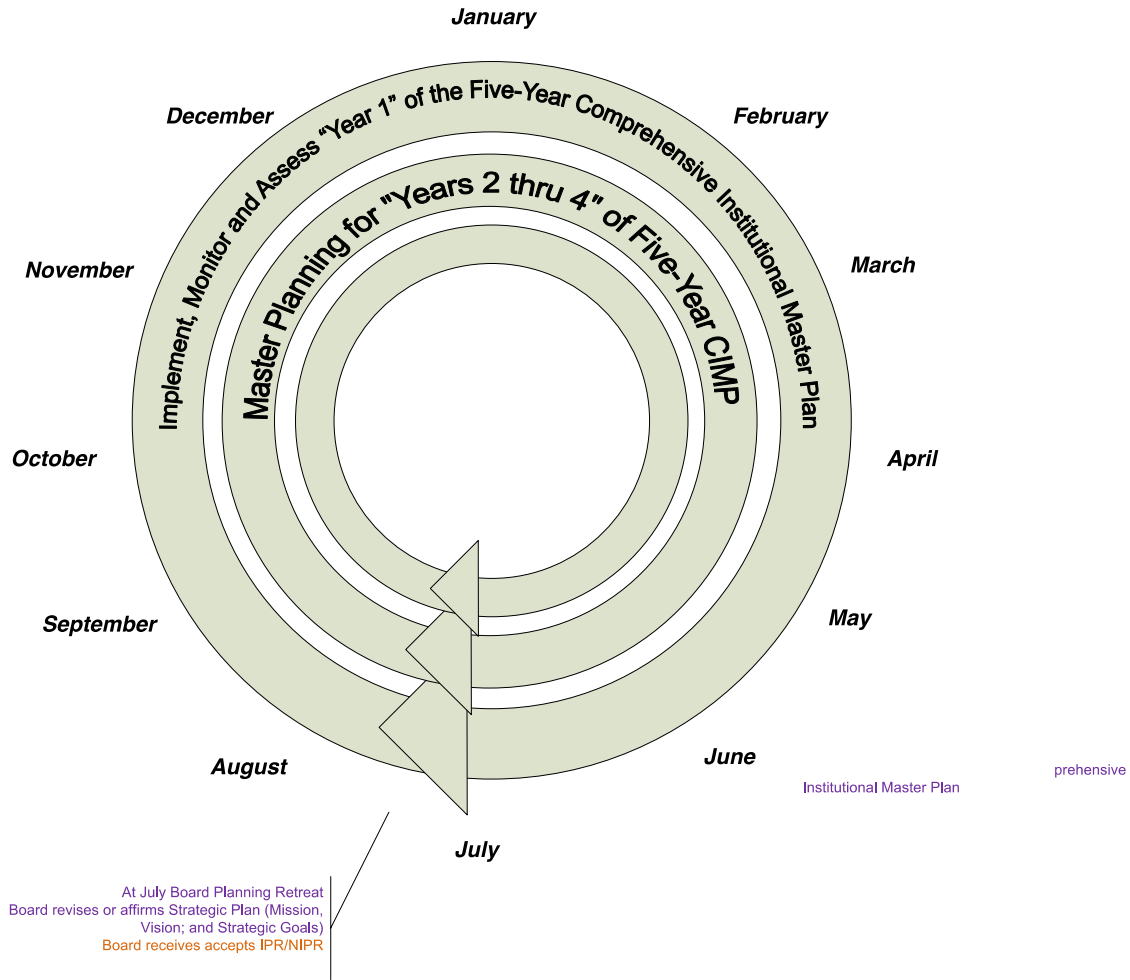 January
December
February
Implement, Monitor and Assess “Year 1” of the Five-Year Comprehensive Institutional Master Plan
Master Planning for "Years 2 thru 4" of Five-Year CIMP
November
March
October
April
September
May
August
June
prehensive
Institutional Master Plan
July
At July Board Planning Retreat
Board revises or affirms Strategic Plan (Mission,
Vision; and Strategic Goals)
Board receives accepts IPR/NIPR